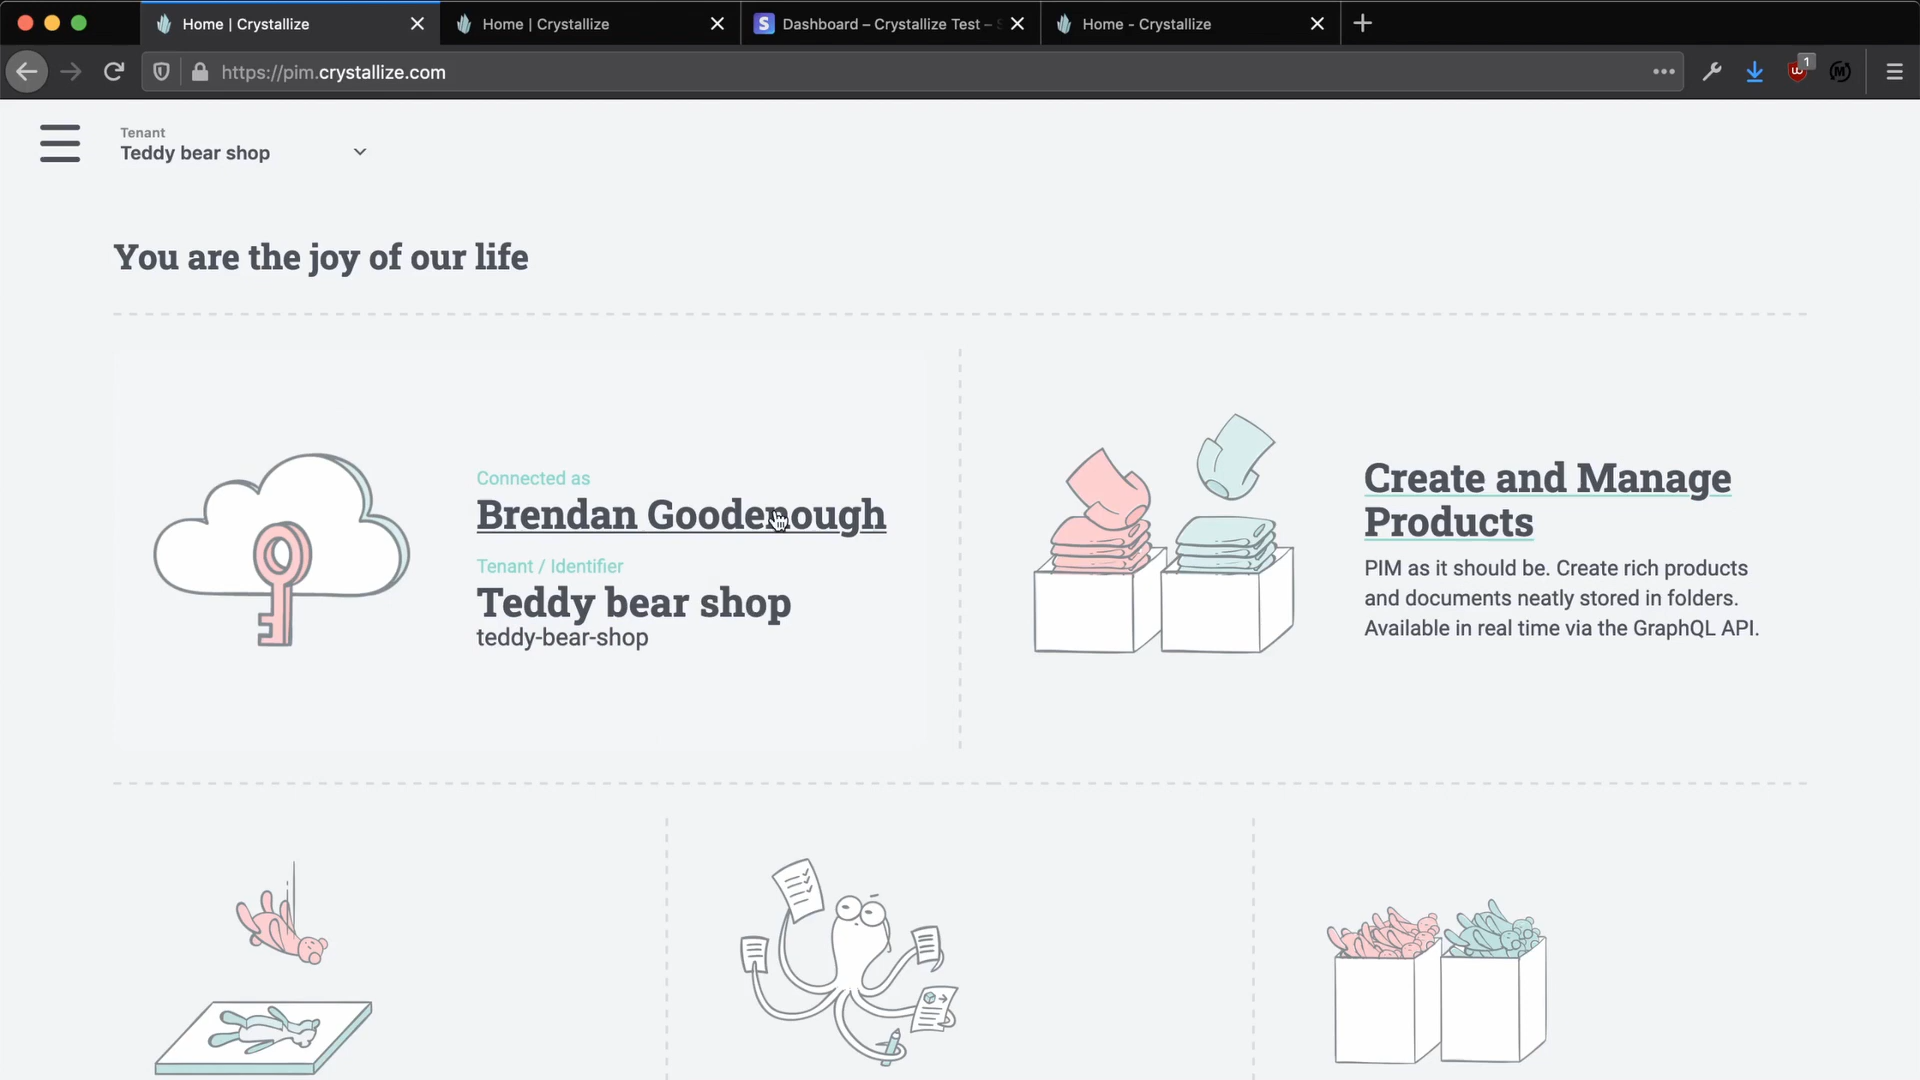 Home | Crystallize
Home | Crystallize
S
Dashboard – Crystallize Test –
Home - Crystallize
https://pim.crystallize.com
1
Tenant
Teddy bear shop
You are the joy of our life
Connected as
Brendan Goodenough
Tenant / Identifier
Teddy bear shop
teddy-bear-shop
Create and Manage
Products
PIM as it should be. Create rich products
and documents neatly stored in folders.
Available in real time via the GraphQL API.